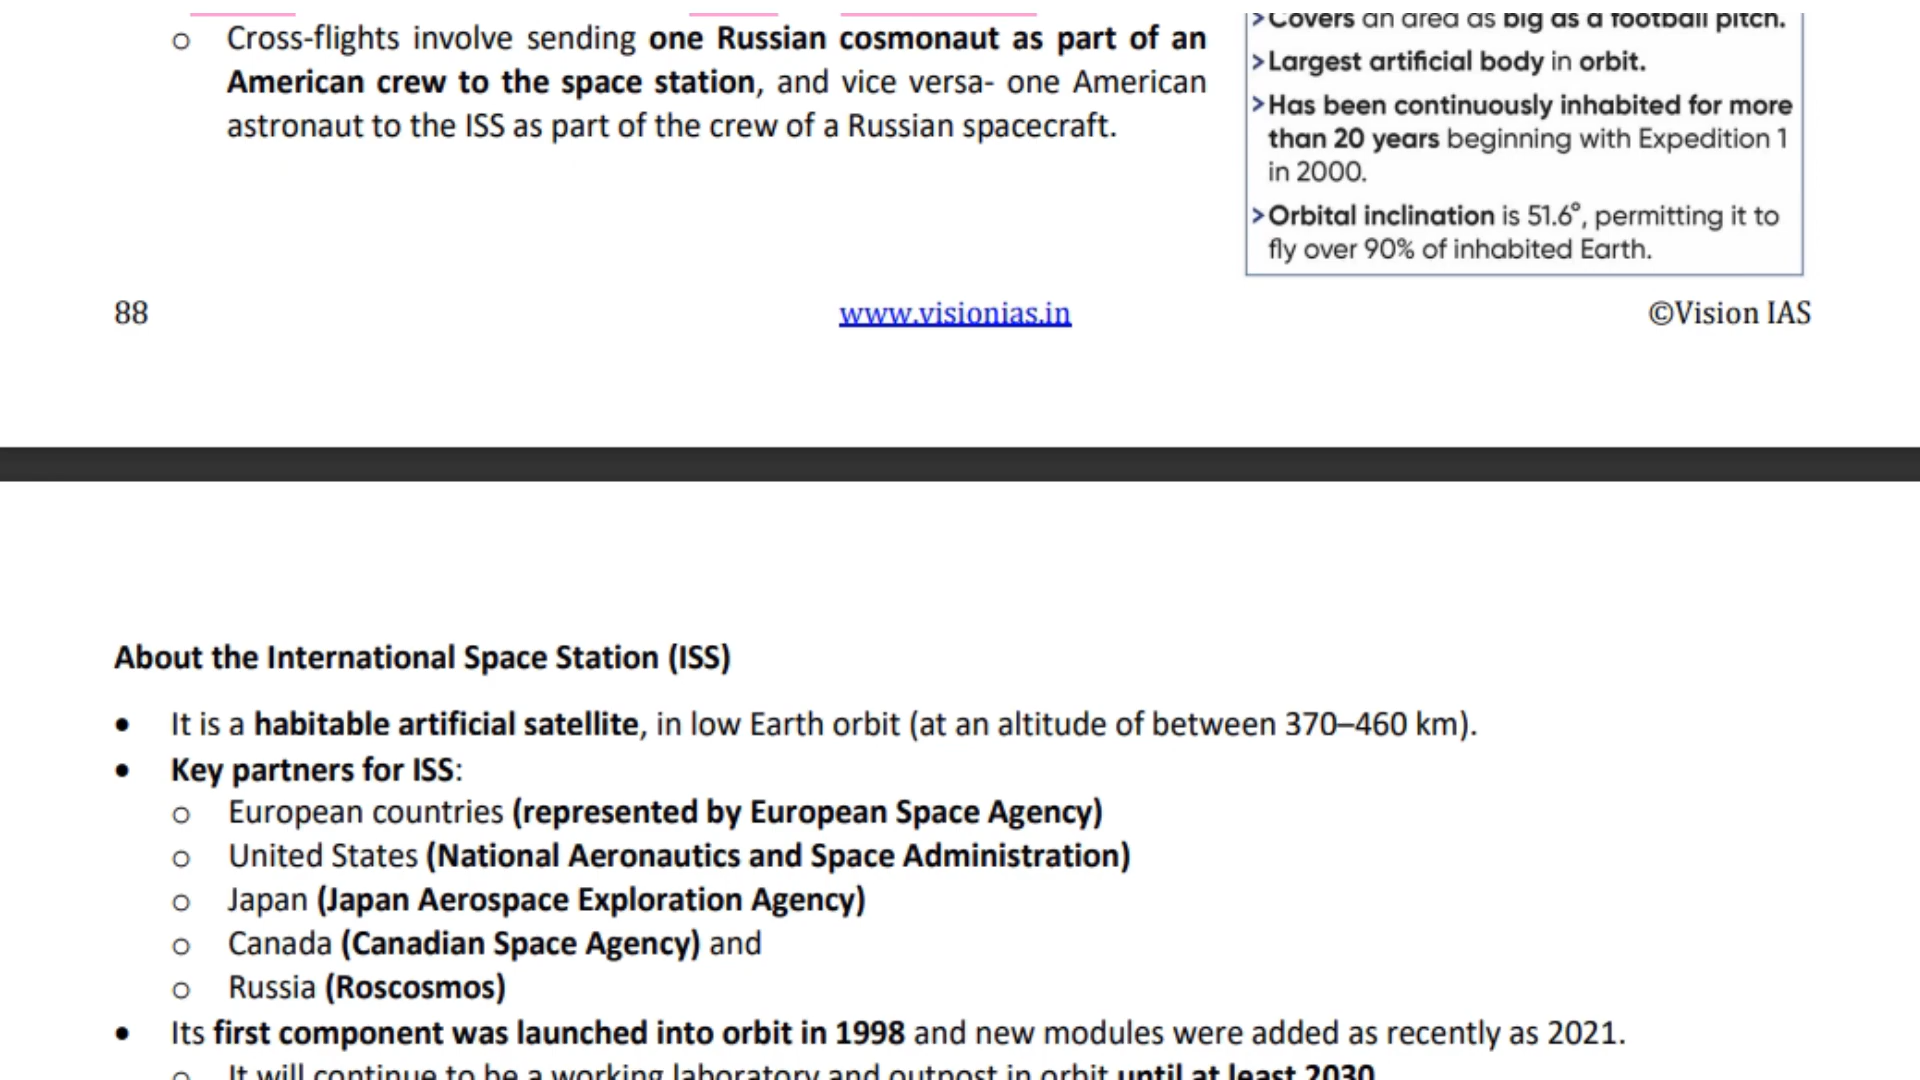 o Cross-flights involve sending one Russian cosmonaut as part of an
American crew to the space station, and vice versa- one American
astronaut to the ISS as part of the crew of a Russian spacecraft.
>Covers an area as big as a football pitch.
>Largest artificial body in orbit.
>Has been continuously inhabited for more
than 20 years beginning with Expedition 1
in 2000.
>Orbital inclination is 51.6°, permitting it to
fly over 90% of inhabited Earth.
88 www.visionias.in ©Vision IAS
About the International Space Station (ISS)
• It is a habitable artificial satellite, in low Earth orbit (at an altitude of between 370–460 km).
• Key partners for ISS:
o European countries (represented by European Space Agency)
o United States (National Aeronautics and Space Administration)
o Japan (Japan Aerospace Exploration Agency)
o Canada (Canadian Space Agency) and
o Russia (Roscosmos)
• Its first component was launched into orbit in 1998 and new modules were added as recently as 2021.
o It will continue to be a working laboratory and outpost in orbit until at least 2030.